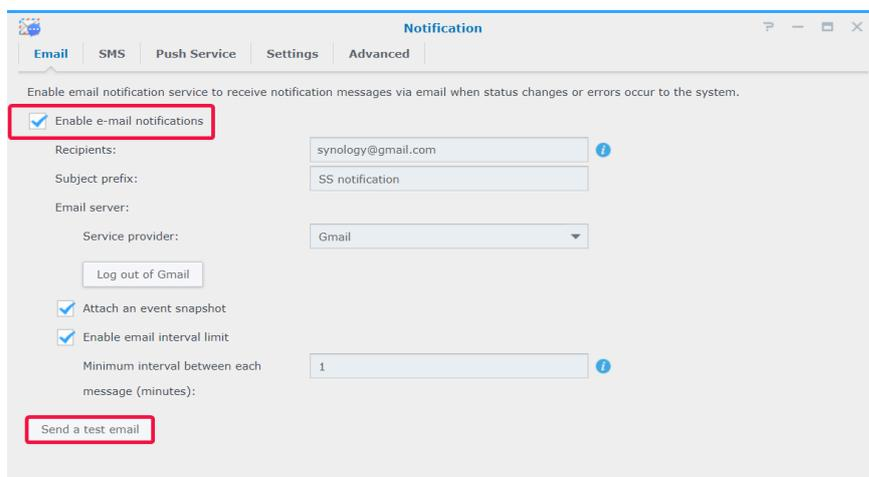 Notification
Email SMS Push Service Settings Advanced
Enable email notification service to receive notification messages via email when status changes or errors occur to the system.
Enable e-mail notifications
Recipients: synology@gmail.com
Subject prefix: SS notification
Email server:
Service provider: Gmail
Log out of Gmail
Attach an event snapshot
Enable email interval limit
Minimum interval between each 1
message (minutes):
Send a test email